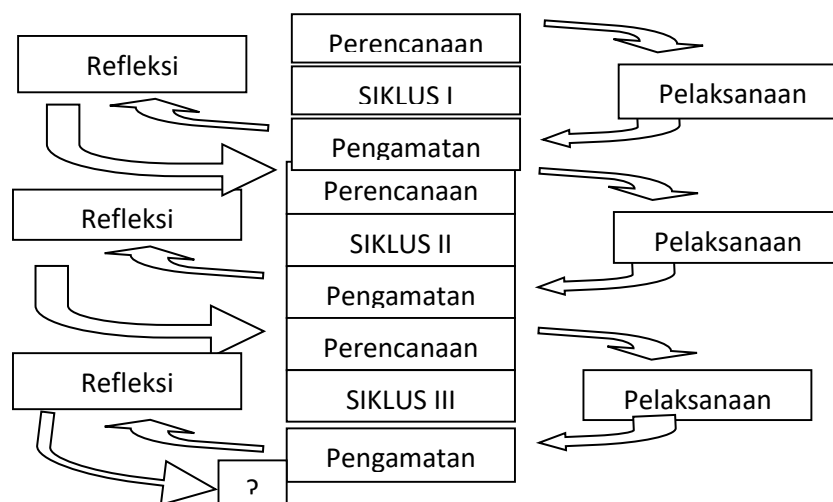 Perencanaan
Refleksi
SIKLUS I
Pelaksanaan
Pengamatan
Perencanaan
Refleksi
SIKLUS II
Pelaksanaan
Pengamatan
Perencanaan
Refleksi
SIKLUS III
Pelaksanaan
Pengamatan
?